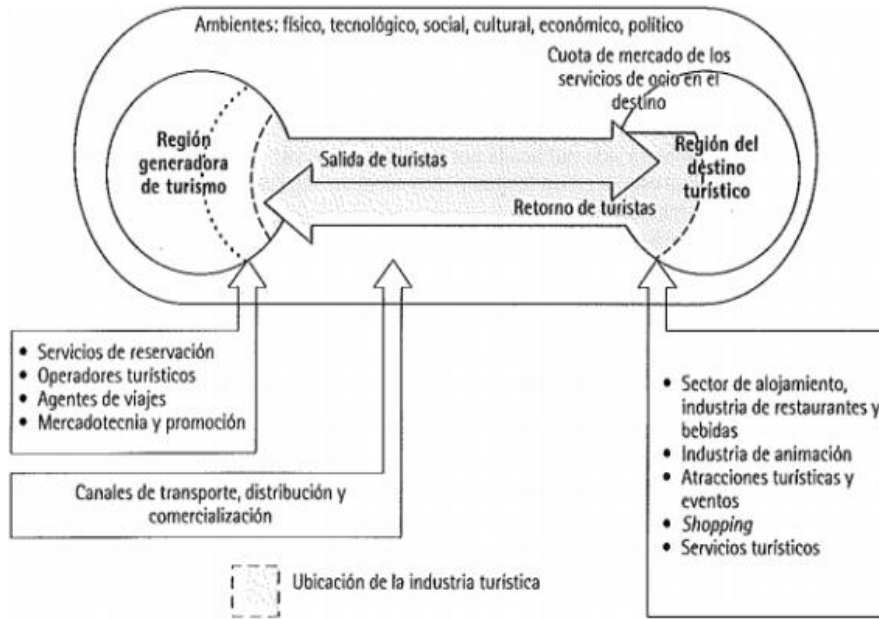 Ambientes: físico, tecnológico, social, cultural, económico, político
Cuota de mercado de los
servicios de ocio en el
destino
Región
generadora
de turismo
Salida de turistas
Retorno de turistas
Región del
destino
turístico
• Servicios de reservación
• Operadores turísticos
• Agentes de viajes
• Mercadotecnia y promoción
Canales de transporte, distribución y
comercialización
• Sector de alojamiento,
industria de restaurantes y
bebidas
• Industria de animación
• Atracciones turísticas y
eventos
• Shopping
• Servicios turísticos
Ubicación de la industria turística